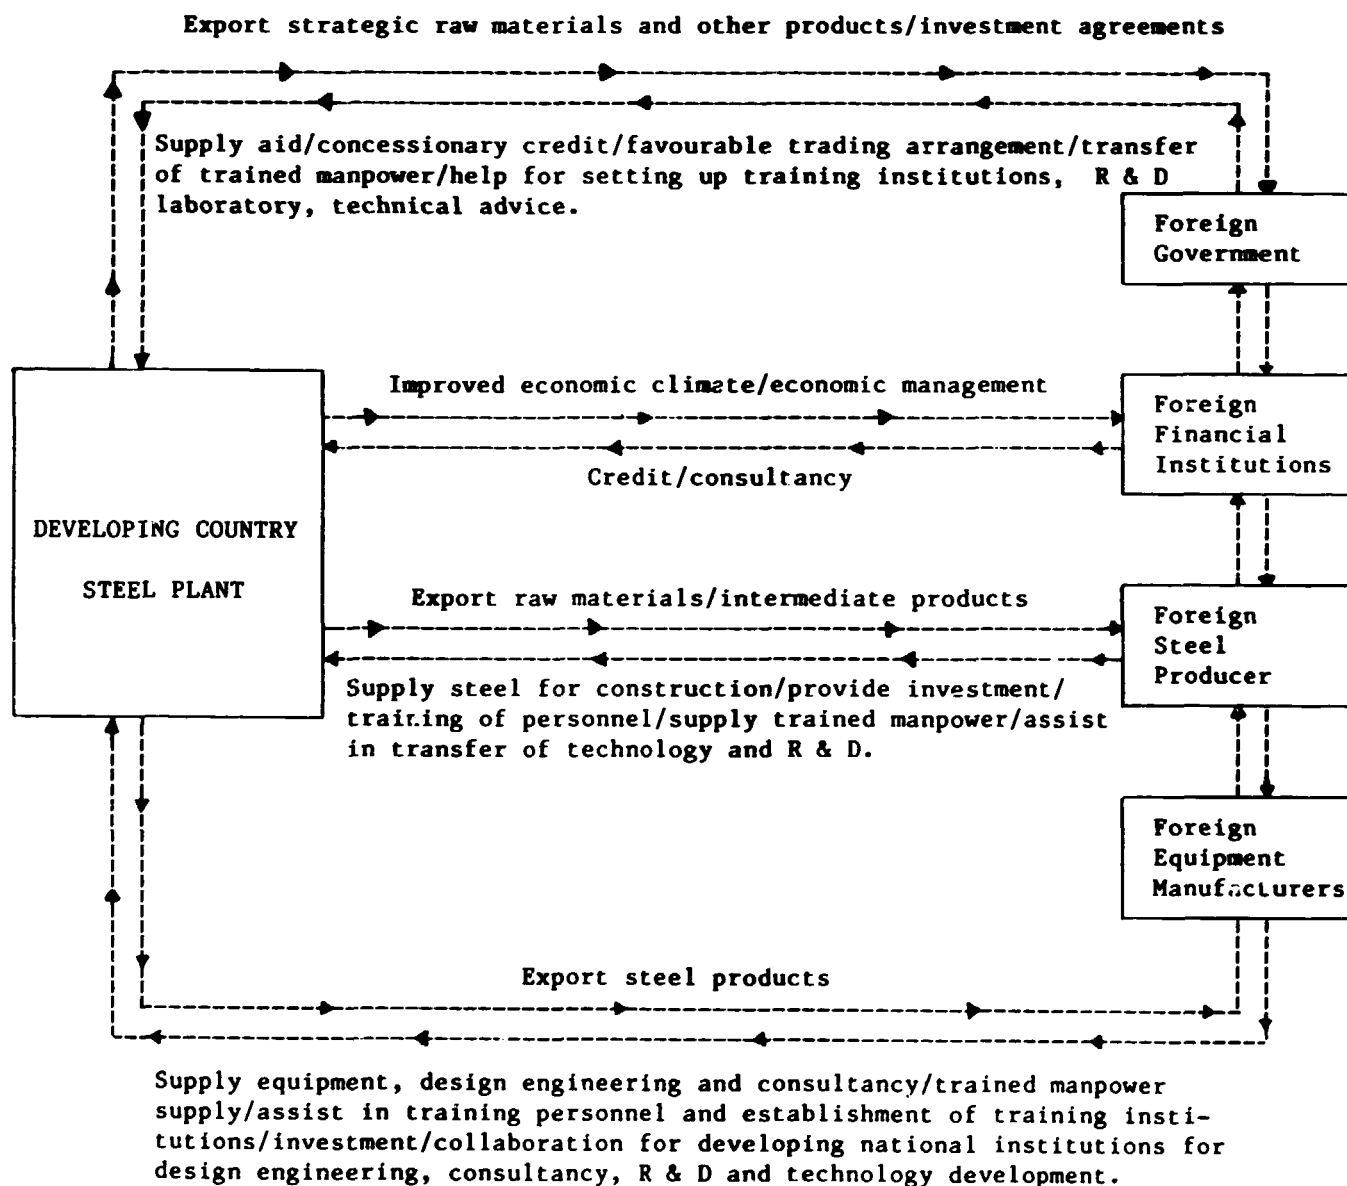 Export strategic raw materials and other products/investment agreements
Supply aid/concessionary credit/favourable trading arrangement/transfer
of trained manpower/help for setting up training institutions, R & D
laboratory, technical advice.
Foreign
Government
Improved economic climate/economic management
Foreign
Financial
Institutions
Credit/consultancy
DEVELOPING COUNTRY
STEEL PLANT
Export raw materials/intermediate products
Foreign
Steel
Producer
Supply steel for construction/provide investment/
training of personnel/supply trained manpower/assist
in transfer of technology and R & D.
Foreign
Equipment
Manufacturers
Export steel products
Supply equipment, design engineering and consultancy/trained manpower
supply/assist in training personnel and establishment of training insti-
tutions/investment/collaboration for developing national institutions for
design engineering, consultancy, R & D and technology development.